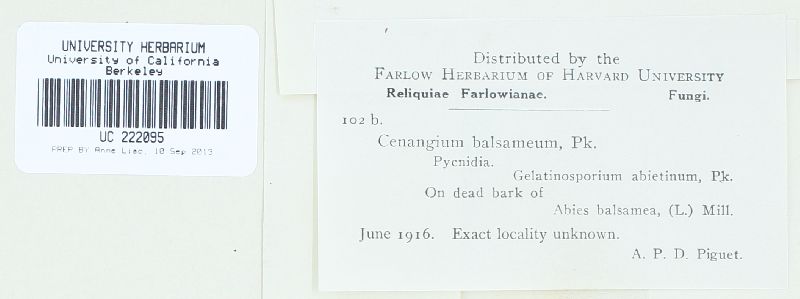 UNIVERSITY HERBARIUM
University of California
Berkeley
UC 222095
PREP BY Anne Liao, 10 Sep 2013
Distributed by the
FARLOW HERBARIUM OF HARVARD UNIVERSITY
Reliquiae Farlowianae. Fungi.
102 b.
Cenangium balsameum, Pk.
Pycnidia.
Gelatinosporium abietinum, Pk.
On dead bark of
Abies balsamea, (L.) Mill.
June 1916. Exact locality unknown.
A. P. D. Piguet.